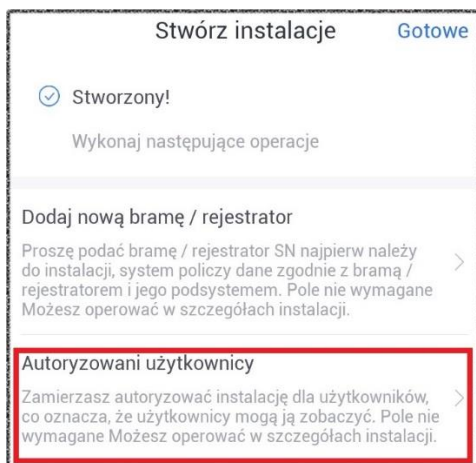 Stwórz instalacje Gotowe
Stworzony!
Wykonaj następujące operacje
Dodaj nową bramę / rejestrator
Proszę podać bramę / rejestrator SN najpierw należy
do instalacji, system policzy dane zgodnie z bramą /
rejestratorem i jego podsystemem. Pole nie wymagane
Możesz operować w szczegółach instalacji.
Autoryzowani użytkownicy
Zamierzasz autoryzować instalację dla użytkowników,
co oznacza, że użytkownicy mogą ją zobaczyć. Pole nie
wymagane Możesz operować w szczegółach instalacji.